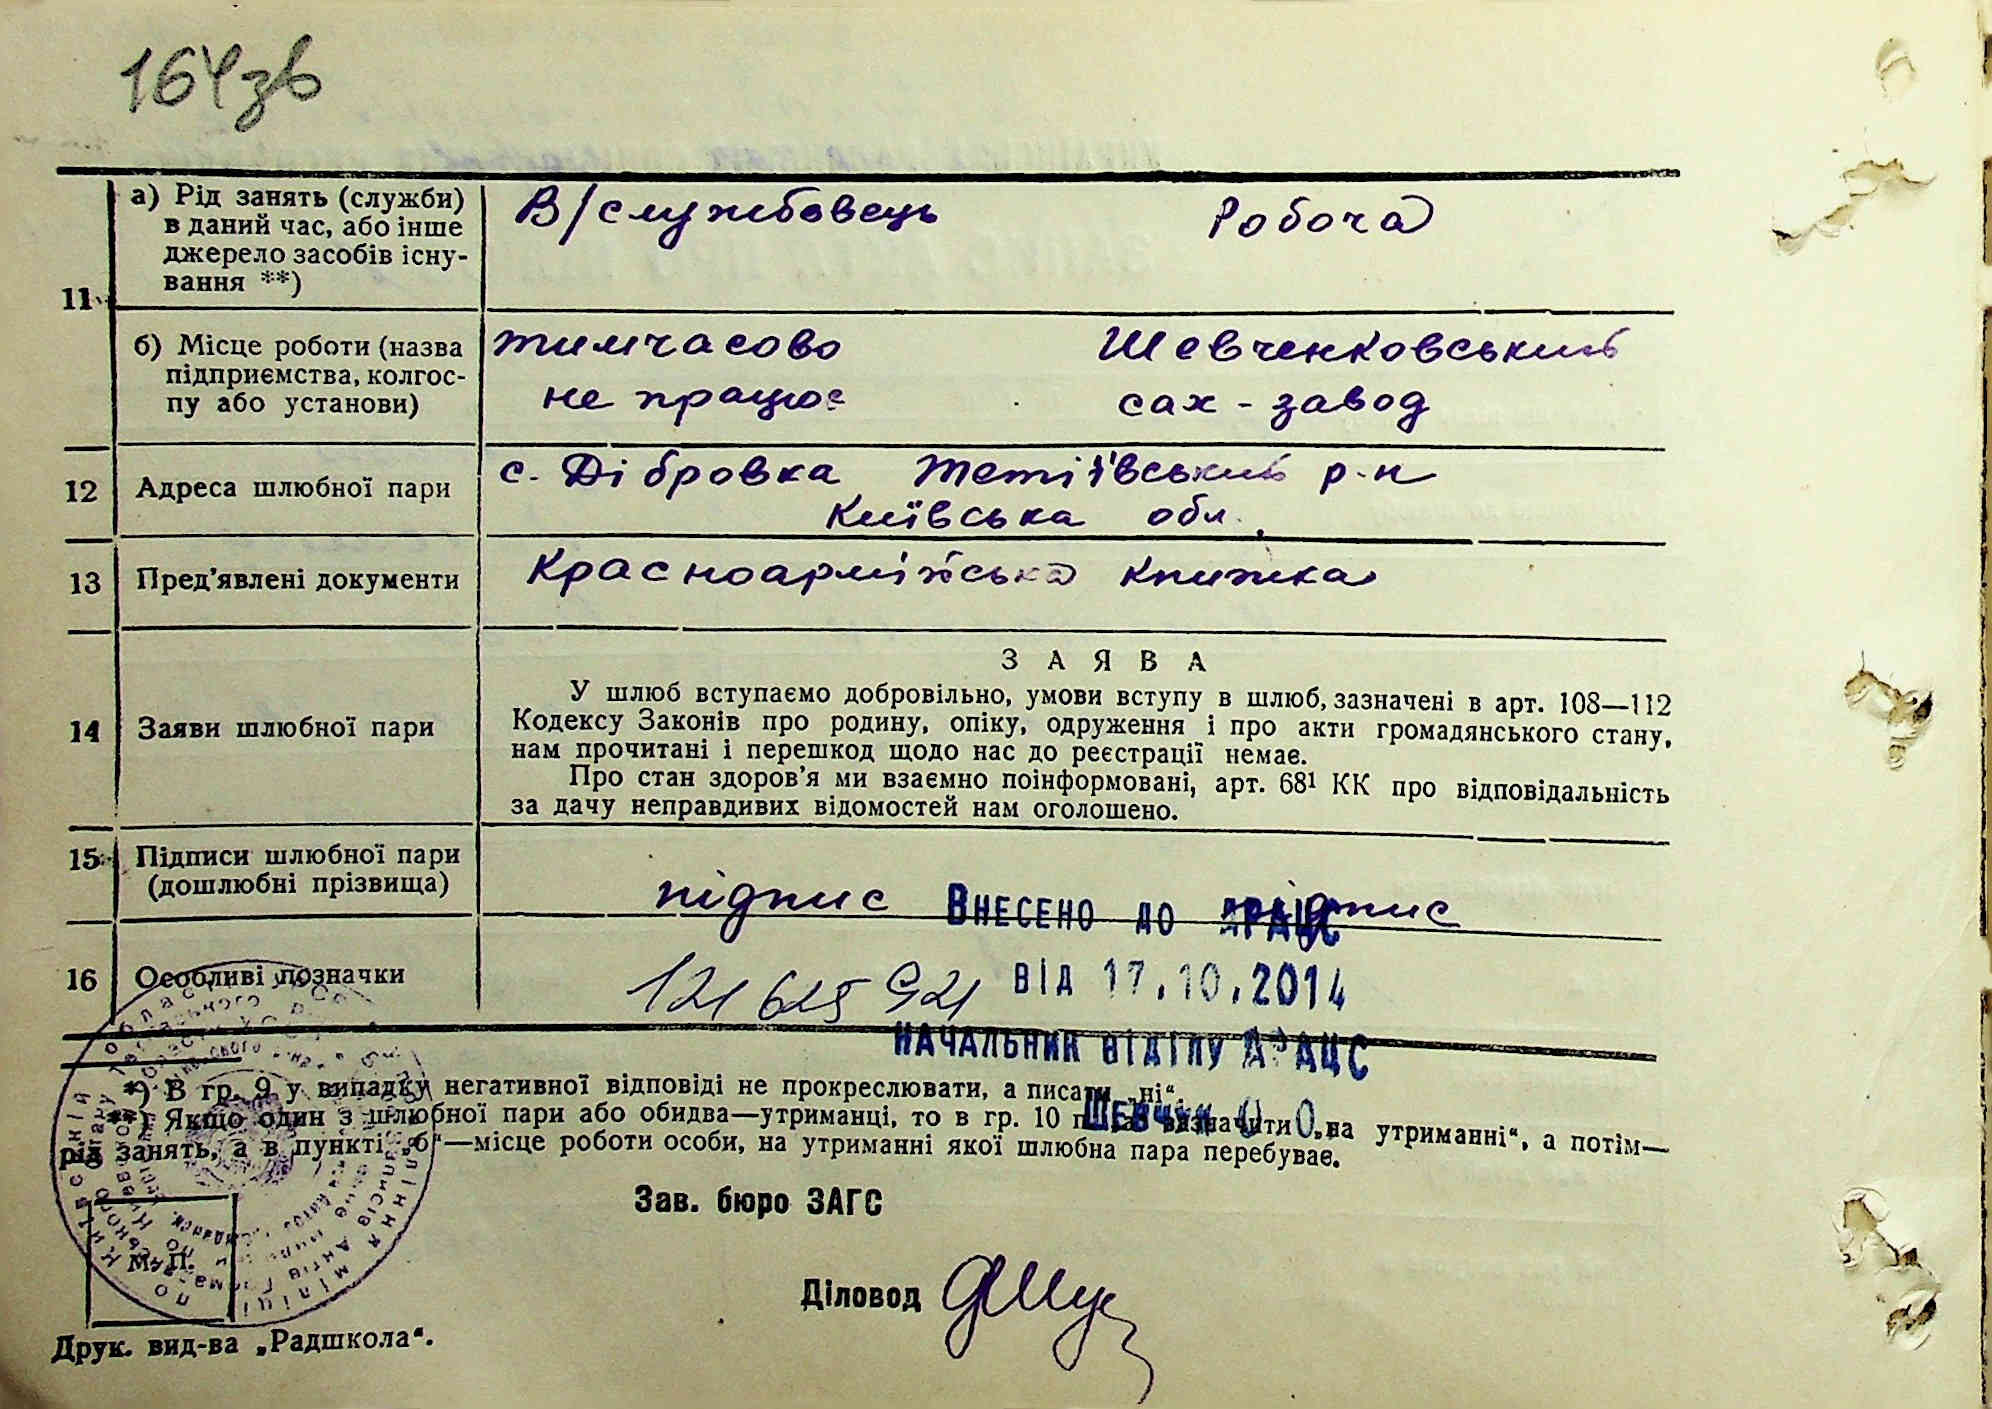 164зв
11
а) Рід занять (службы)
в даний час, або інше
джерело засобів існу-
вання **)
В/службовець Робоча
б) Місце роботи (назва
підприємства, колгос-
пу або установи)
тимчасово Шевченковський
не працює сах-завод
12 Адреса шлюбної пари
с. Дібровка Тетіївський р-н
Київська обл.
13 Пред’явлені документи Красноармійська книжка
14 Заяви шлюбної пари
ЗАЯВА
У шлюб вступаємо добровільно, умови вступу в шлюб, зазначені в арт. 108—112
Кодексу Законів про родину, опіку, одруження і про акти громадянського стану,
нам прочитані і перешкод щодо нас до реєстрації немає.
Про стан здоров’я ми взаємно поінформовані, арт. 68¹ КК про відповідальність
за дачу неправдивих відомостей нам оголошено.
15 Підписи шлюбної пари
(дошлюбні прізвища)
підпис підпис
Внесено до ДРАЦС
16 Особливі позначки
121 625 921 від 17.10.2014
начальник відділу ДРАЦС
Шевчук О.О.
*) В гр. 9 у випадку негативної відповіді не прокреслювати, а писати „ні“.
**) Якщо один з шлюбної пари або обидва—утриманці, то в гр. 10 зазначити „на утриманні“, а потім—
рід занять, а в пункті „б“—місце роботи особи, на утриманні якої шлюбна пара перебуває.
Зав. бюро ЗАГС
М. П.
Діловод
Друк. вид-ва „Радшкола“.